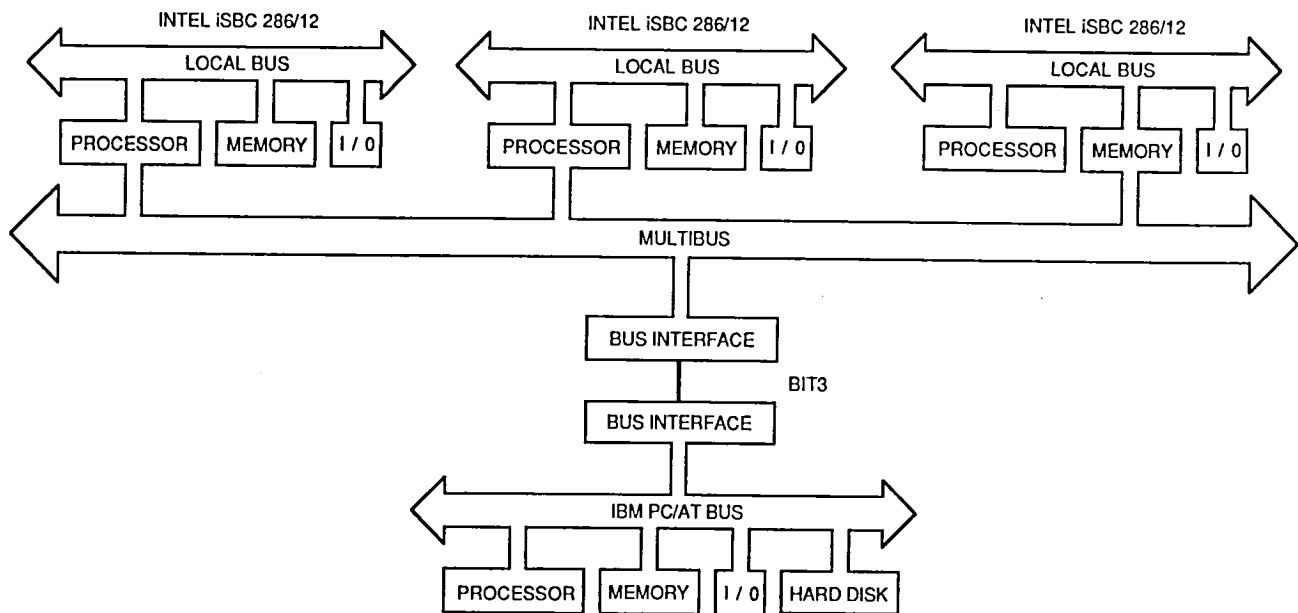 INTEL iSBC 286/12
INTEL iSBC 286/12
INTEL iSBC 286/12
LOCAL BUS
LOCAL BUS
LOCAL BUS
PROCESSOR
MEMORY
I / 0
PROCESSOR
MEMORY
I / 0
PROCESSOR
MEMORY
I / 0
MULTIBUS
BUS INTERFACE
BIT3
BUS INTERFACE
IBM PC/AT BUS
PROCESSOR
MEMORY
I / 0
HARD DISK